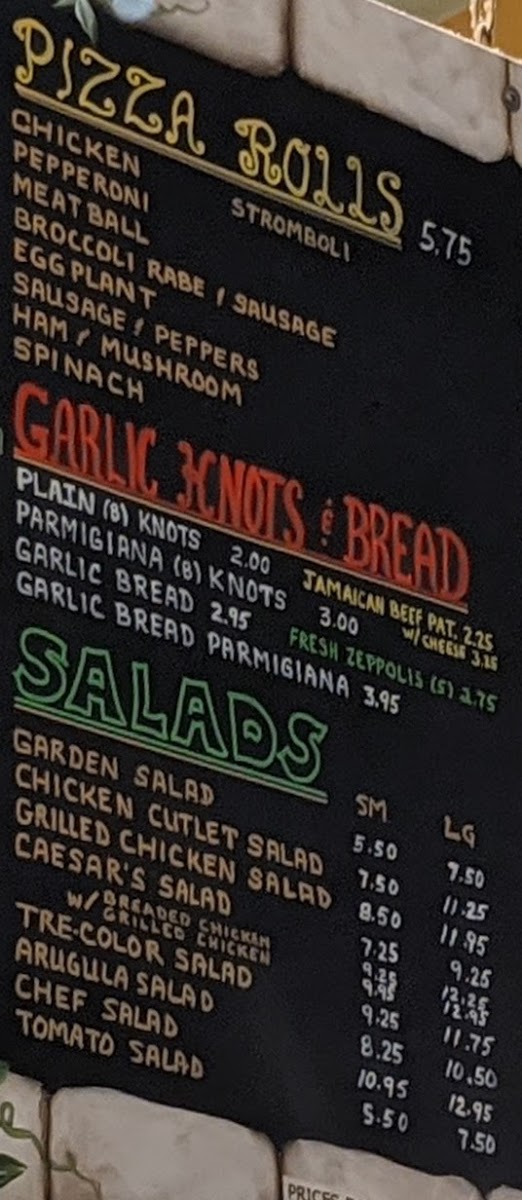 PIZZA ROLLS 5.75
CHICKEN STROMBOLI
PEPPERONI
MEATBALL
BROCCOLI RABE / SAUSAGE
EGGPLANT
SAUSAGE / PEPPERS
HAM / MUSHROOM
SPINACH
GARLIC KNOTS & BREAD
PLAIN (8) KNOTS 2.00 JAMAICAN BEEF PAT. 2.25
PARMIGIANA (8) KNOTS 3.00 W/ CHEESE
GARLIC BREAD 2.95 FRESH ZEPPOLIS (5) 2.75
GARLIC BREAD PARMIGIANA 3.95
SALADS SM LG
GARDEN SALAD 5.50 7.50
CHICKEN CUTLET SALAD 7.50 11.25
GRILLED CHICKEN SALAD 8.50 11.95
CAESAR'S SALAD 7.25 9.25
W/ BREADED CHICKEN 9.25 12.25
GRILLED CHICKEN 9.95 12.95
TRE-COLOR SALAD 9.25 11.75
ARUGULA SALAD 8.25 10.50
CHEF SALAD 10.95 12.95
TOMATO SALAD 5.50 7.50
PRICES